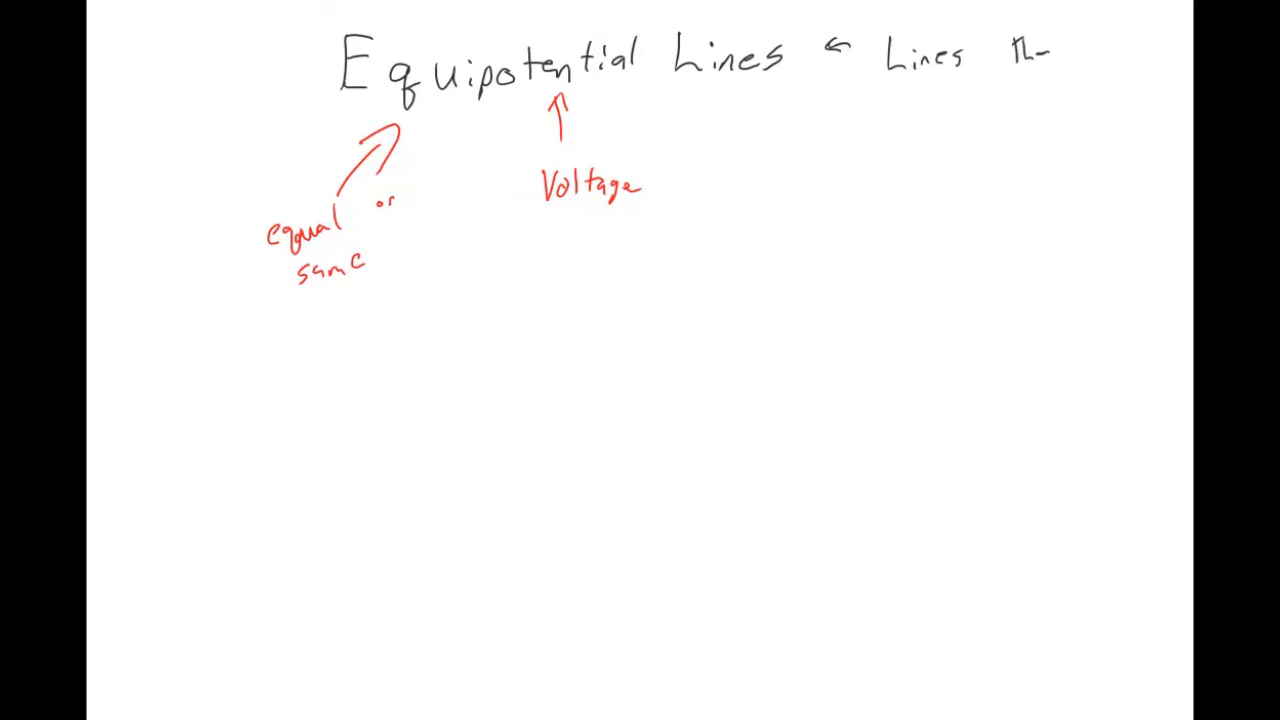 Equipotential Lines ← Lines
Voltage
equal or
same